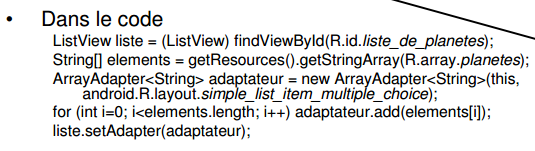 • Dans le code
ListView liste = (ListView) findViewById(R.id.liste_de_planetes);
String[] elements = getResources().getStringArray(R.array.planetes);
ArrayAdapter<String> adaptateur = new ArrayAdapter<String>(this,
android.R.layout.simple_list_item_multiple_choice);
for (int i=0; i<elements.length; i++) adaptateur.add(elements[i]);
liste.setAdapter(adaptateur);